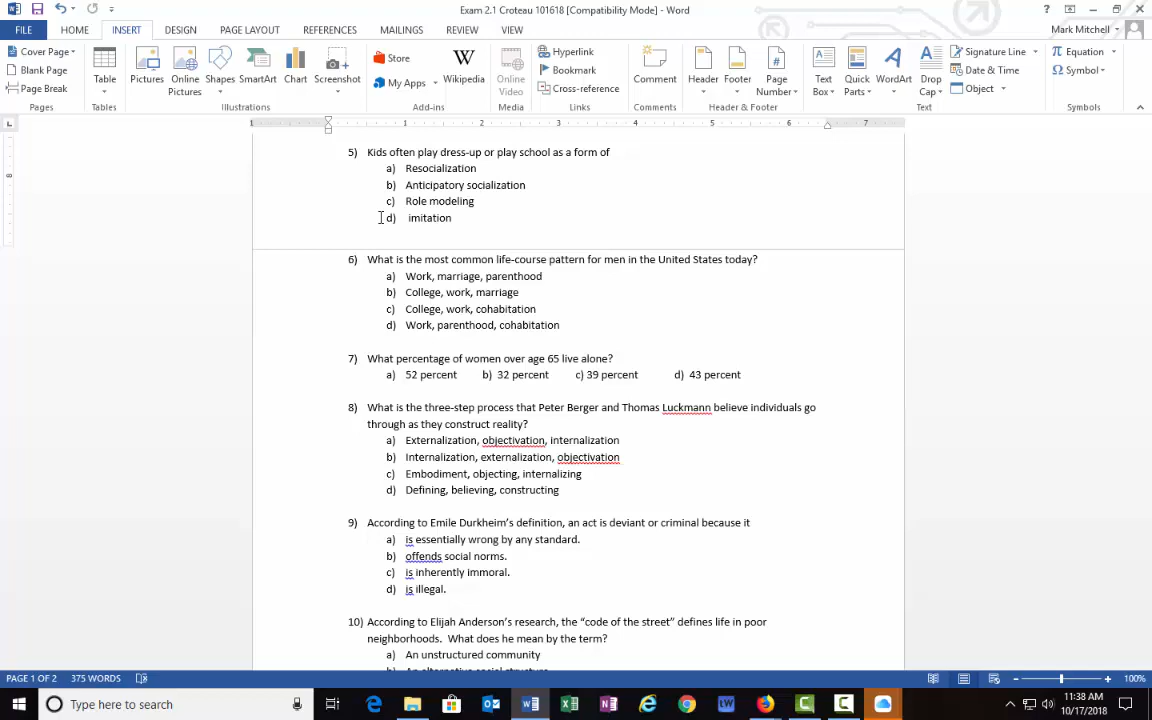 Exam 2.1 Croteau 101618 [Compatibility Mode] - Word
FILE HOME INSERT DESIGN PAGE LAYOUT REFERENCES MAILINGS REVIEW VIEW Mark Mitchell
Cover Page
Blank Page
Page Break
Pages
Table
Tables
Pictures
Online Pictures
Shapes
SmartArt
Chart
Screenshot
Illustrations
Store
My Apps
Wikipedia
Add-ins
Online Video
Media
Hyperlink
Bookmark
Cross-reference
Links
Comment
Comments
Header
Footer
Page Number
Header & Footer
Text Box
Quick Parts
WordArt
Drop Cap
Signature Line
Date & Time
Object
Text
Equation
Symbol
Symbols
1 1 2 3 4 5 6 7
5) Kids often play dress-up or play school as a form of
a) Resocialization
b) Anticipatory socialization
c) Role modeling
d) imitation
6) What is the most common life-course pattern for men in the United States today?
a) Work, marriage, parenthood
b) College, work, marriage
c) College, work, cohabitation
d) Work, parenthood, cohabitation
7) What percentage of women over age 65 live alone?
a) 52 percent b) 32 percent c) 39 percent d) 43 percent
8) What is the three-step process that Peter Berger and Thomas Luckmann believe individuals go
through as they construct reality?
a) Externalization, objectivation, internalization
b) Internalization, externalization, objectivation
c) Embodiment, objecting, internalizing
d) Defining, believing, constructing
9) According to Emile Durkheim's definition, an act is deviant or criminal because it
a) is essentially wrong by any standard.
b) offends social norms.
c) is inherently immoral.
d) is illegal.
10) According to Elijah Anderson's research, the “code of the street” defines life in poor
neighborhoods. What does he mean by the term?
a) An unstructured community
b) An alternative social structure
PAGE 1 OF 2 375 WORDS 100%
Type here to search
11:38 AM
10/17/2018